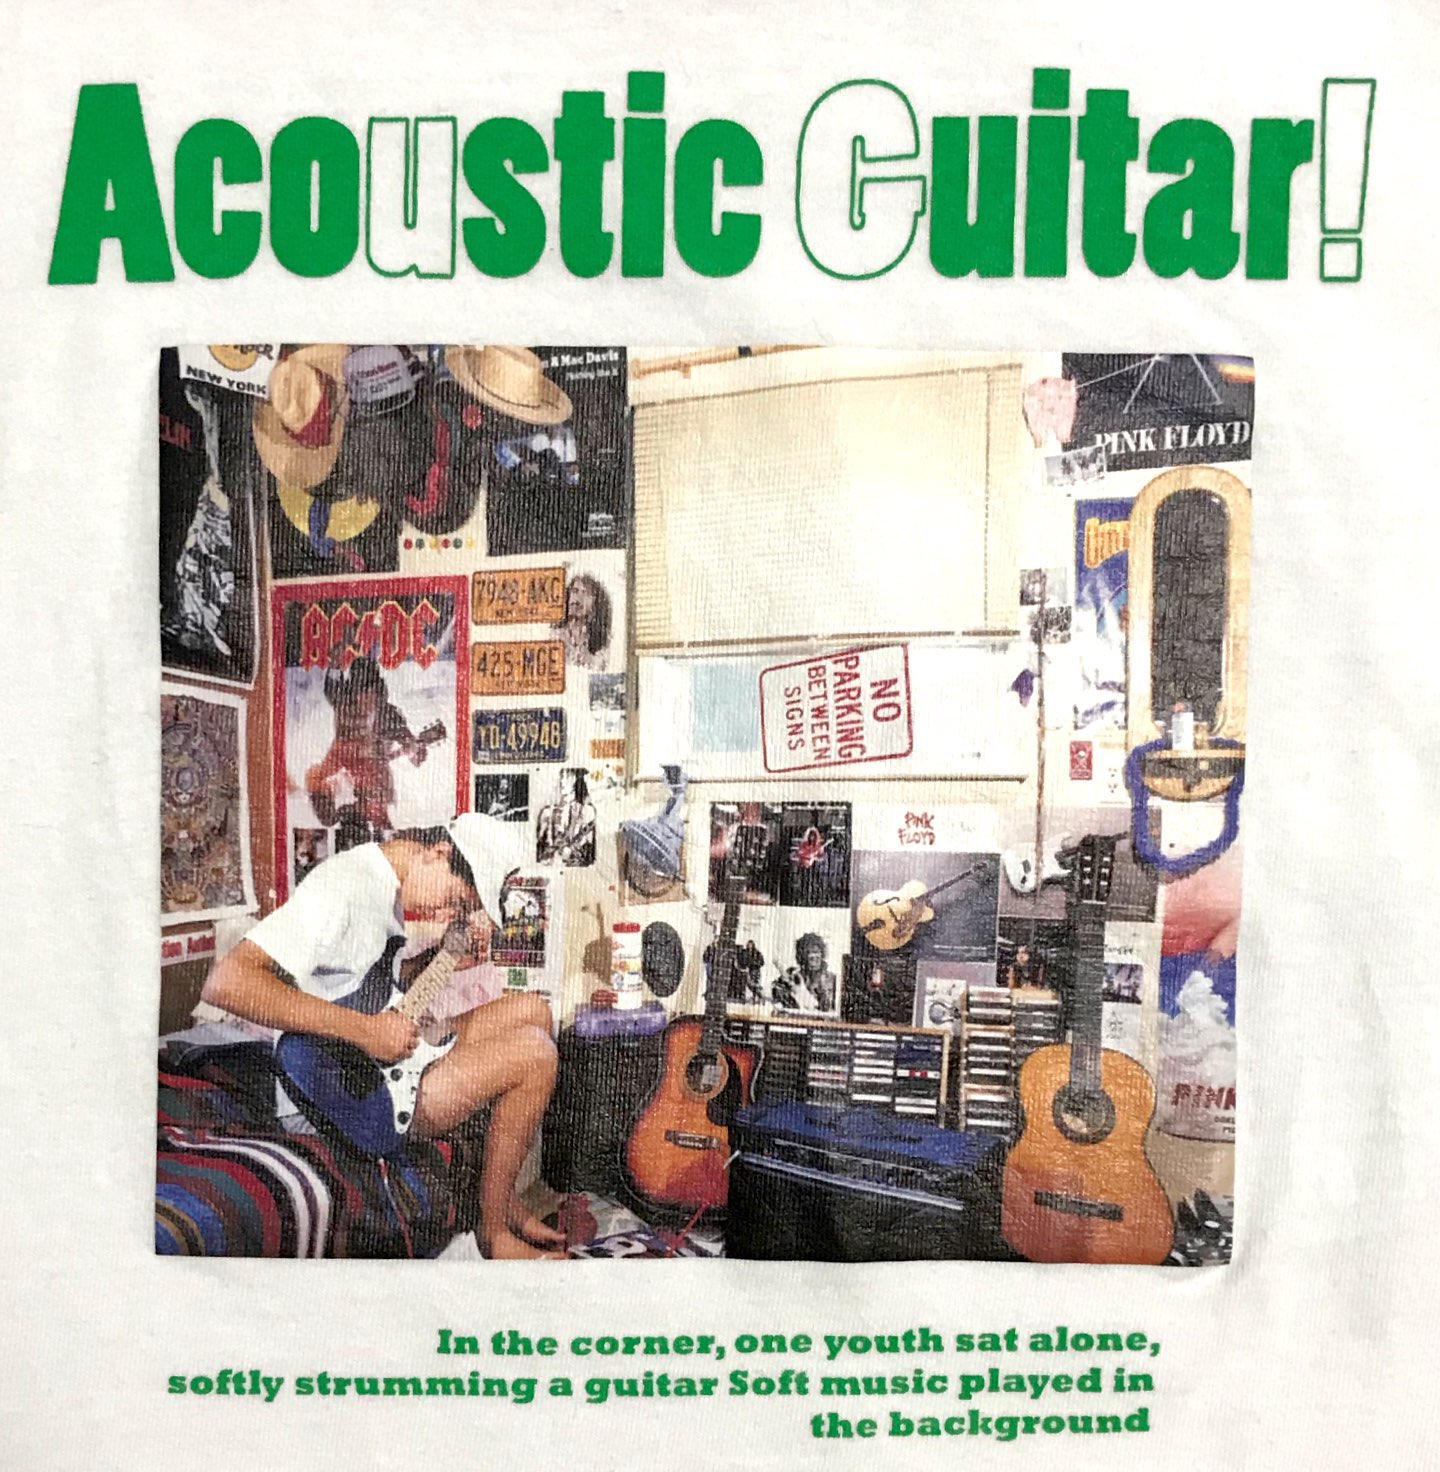 Acoustic Guitar!
NEW YORK
& Mac Davis
PINK FLOYD
AC/DC
7948-AKC
425-MGE
YO-49948
NO
PARKING
BETWEEN
SIGNS
PINK
FLOYD
PINK
In the corner, one youth sat alone,
softly strumming a guitar Soft music played in
the background